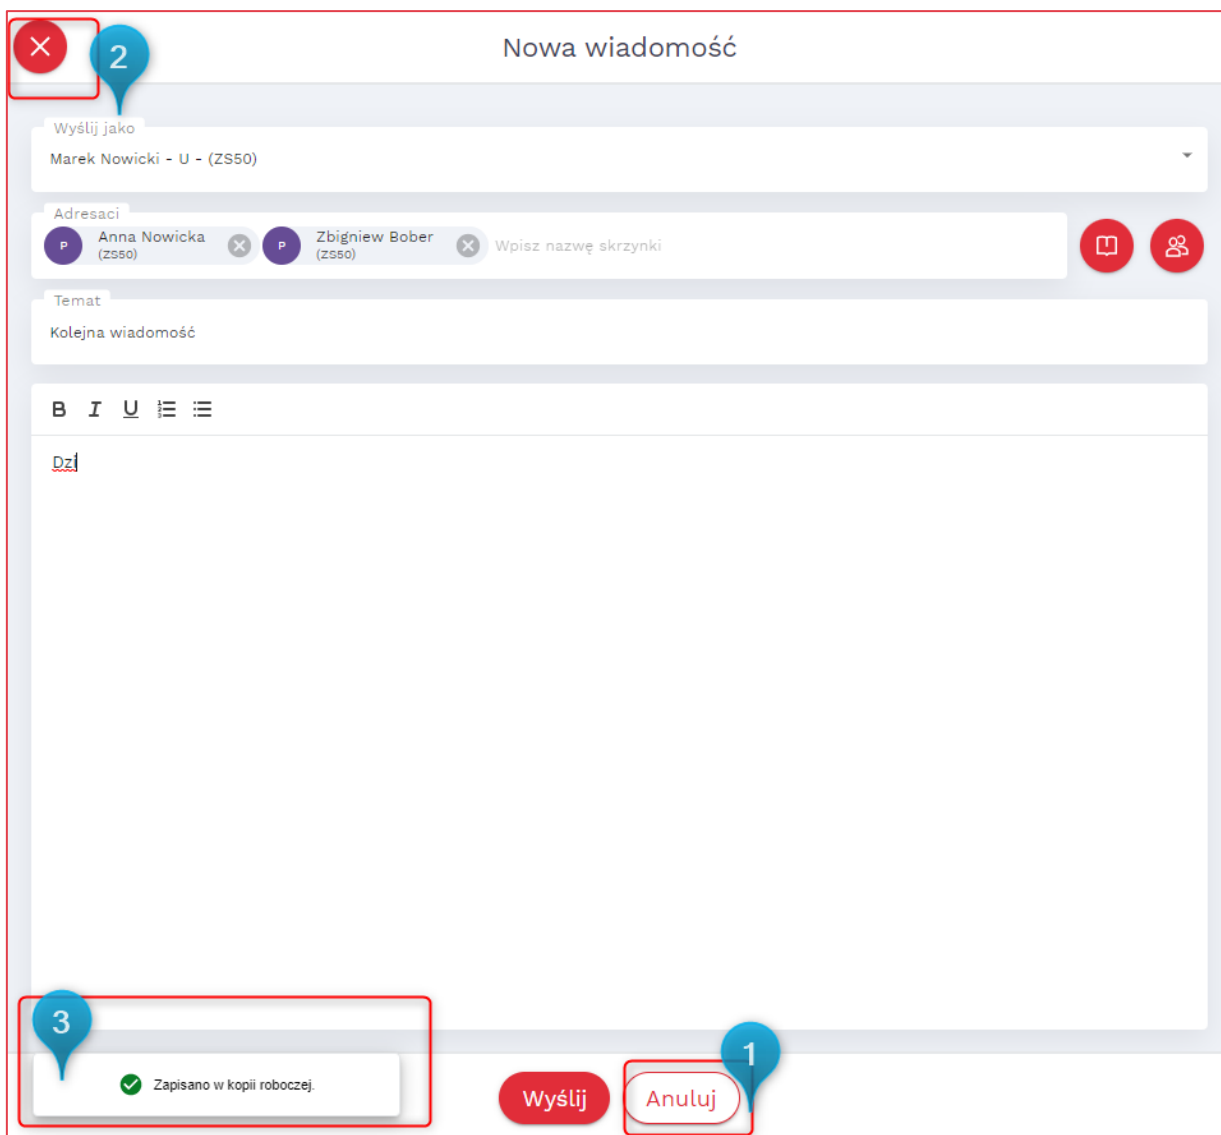 2
Nowa wiadomość
Wyślij jako
Marek Nowicki - U - (ZS50)
Adresaci
P
Anna Nowicka
(ZS50)
P
Zbigniew Bober
(ZS50)
Wpisz nazwę skrzynki
Temat
Kolejna wiadomość
B I U
Dzi
3
Zapisano w kopii roboczej.
Wyślij
Anuluj
1